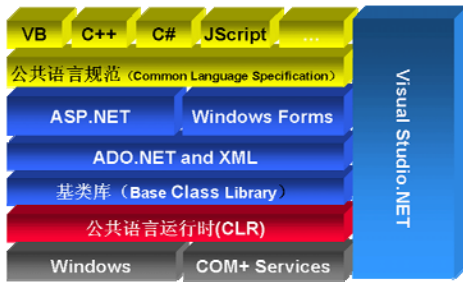 VB C++ C# JScript ...
公共语言规范（Common Language Specification）
ASP.NET Windows Forms
ADO.NET and XML
基类库（Base Class Library）
公共语言运行时(CLR)
Windows COM+ Services
Visual Studio.NET